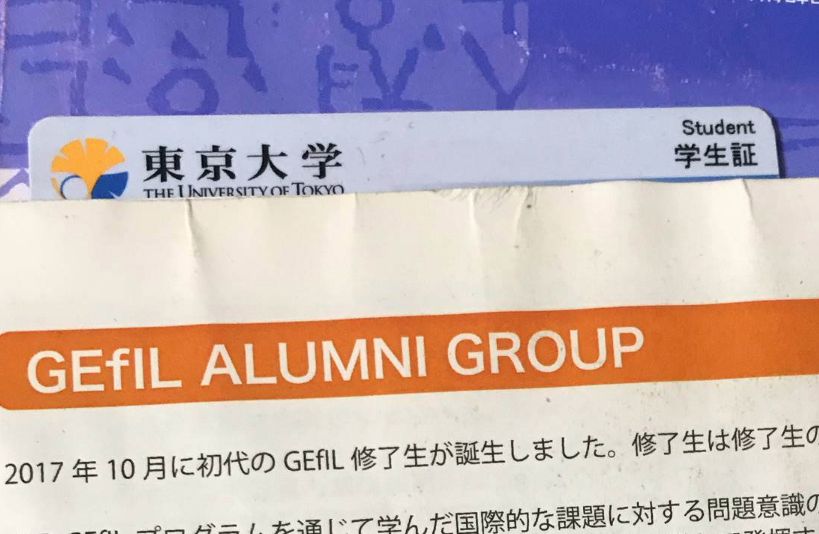 Student
学生証
東京大学
THE UNIVERSITY OF TOKYO
GEfIL ALUMNI GROUP
2017 年 10 月に初代の GEfIL 修了生が誕生しました。修了生は修了生の
GEfIL プログラムを通じて学んだ国際的な課題に対する問題意識の